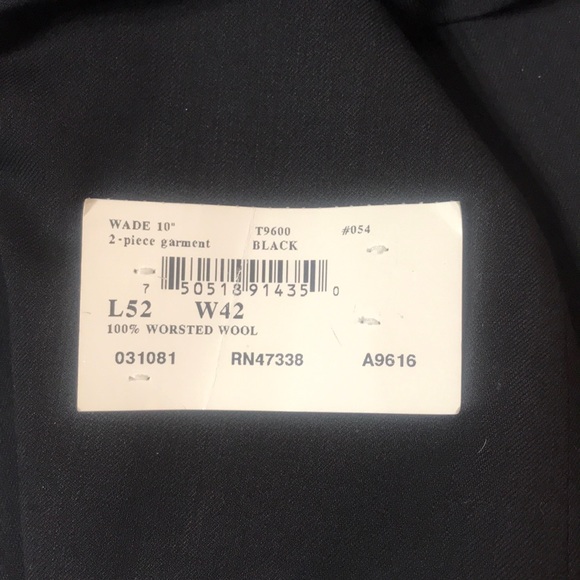 WADE 10" T9600 #054
2-piece garment BLACK
7 50518 91435 0
L52 W42
100% WORSTED WOOL
031081 RN47338 A9616